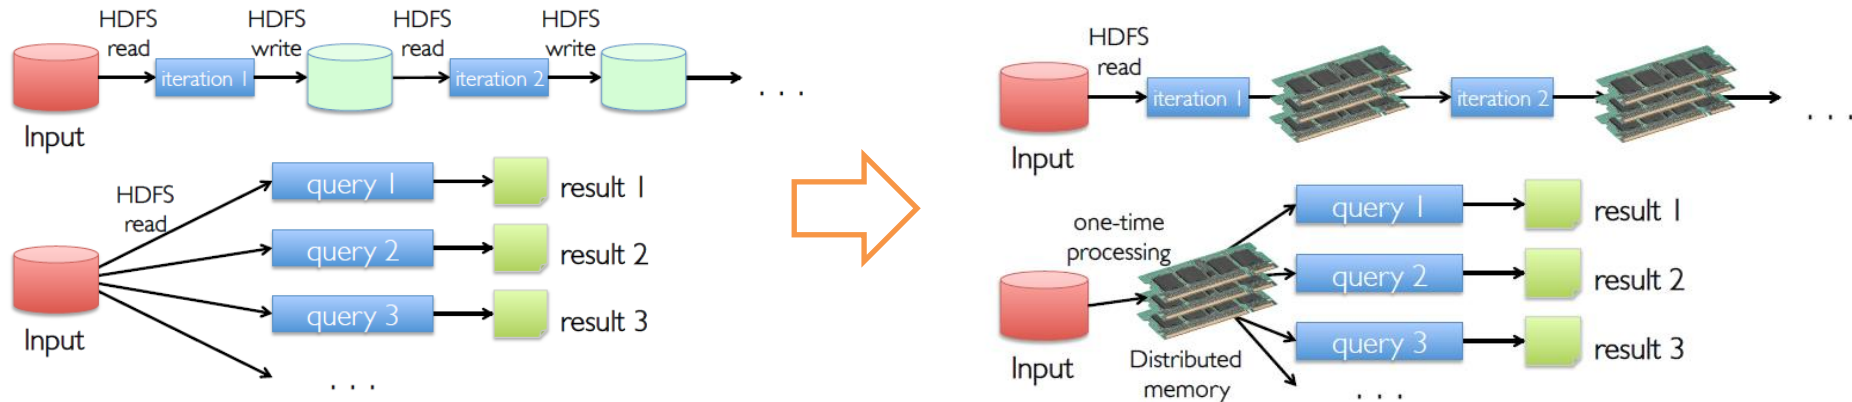 HDFS
read
HDFS
write
HDFS
read
HDFS
write
iteration 1
iteration 2
. . .
Input
HDFS
read
query 1
result 1
query 2
result 2
query 3
result 3
Input
. . .
HDFS
read
iteration 1
iteration 2
. . .
Input
one-time
processing
query 1
result 1
query 2
result 2
query 3
result 3
Input
Distributed
memory
. . .